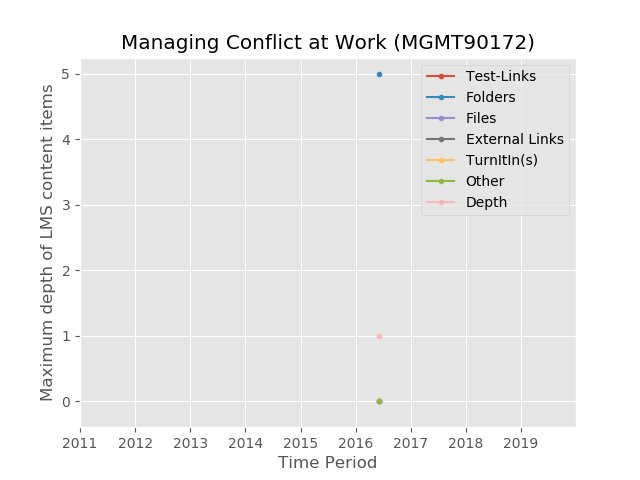 Managing Conflict at Work (MGMT90172)
Maximum depth of LMS content items
5
4
3
2
1
0
Test-Links
Folders
Files
External Links
TurnItIn(s)
Other
Depth
2011 2012 2013 2014 2015 2016 2017 2018 2019
Time Period